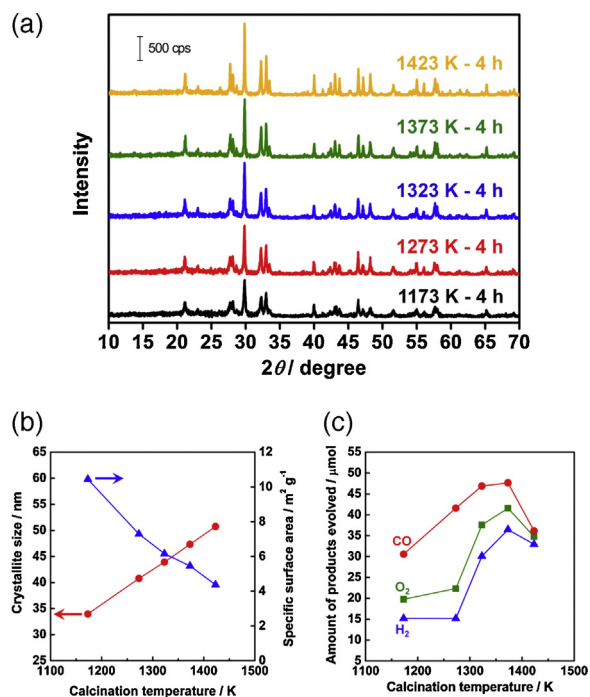 (a)
500 cps
1423 K - 4 h
1373 K - 4 h
1323 K - 4 h
1273 K - 4 h
1173 K - 4 h
Intensity
10 15 20 25 30 35 40 45 50 55 60 65 70
2θ / degree
(b)
65
60
55
50
45
40
35
30
25
Crystallite size / nm
12
10
8
6
4
2
0
Specific surface area / m² g⁻¹
1100 1200 1300 1400 1500
Calcination temperature / K
(c)
55
50
45
40
35
30
25
20
15
10
5
Amount of products evolved / μmol
CO
O₂
H₂
1100 1200 1300 1400 1500
Calcination temperature / K